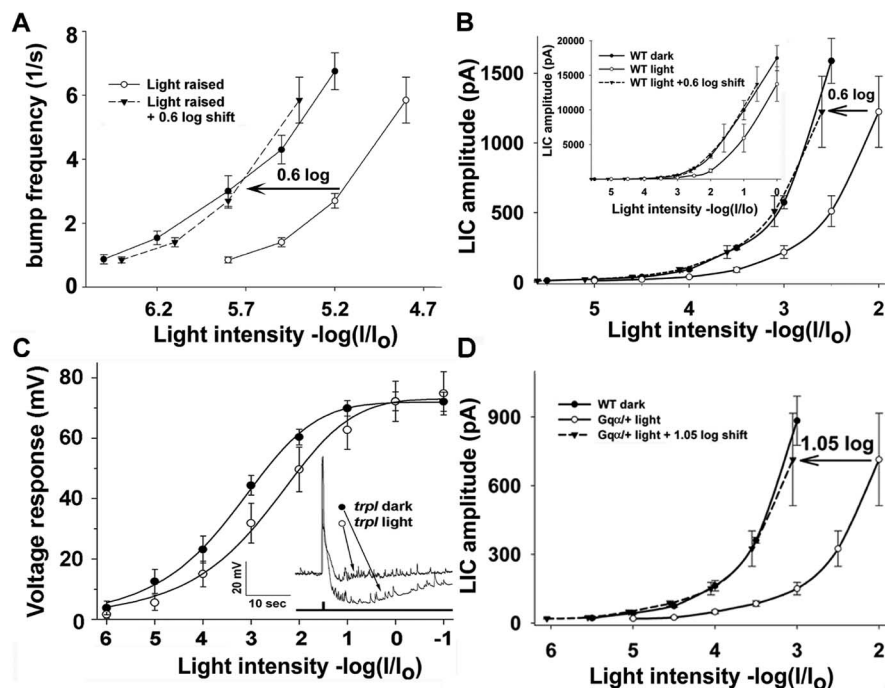 A
bump frequency (1/s)
8
6
4
2
0
Light raised
Light raised
+ 0.6 log shift
0.6 log
6.2 5.7 5.2 4.7
Light intensity -log(I/Io)
B
LIC amplitude (pA)
1500
1000
500
0
LIC amplitude (pA)
20000
15000
10000
5000
WT dark
WT light
WT light +0.6 log shift
5 4 3 2 1 0
Light intensity -log(I/Io)
0.6 log
5 4 3 2
Light intensity -log(I/Io)
C
Voltage response (mV)
80
60
40
20
0
trpl dark
trpl light
20 mV
10 sec
6 5 4 3 2 1 0 -1
Light intensity -log(I/Io)
D
LIC amplitude (pA)
900
600
300
0
WT dark
Gqα/+ light
Gqα/+ light + 1.05 log shift
1.05 log
6 5 4 3 2
Light intensity -log(I/Io)